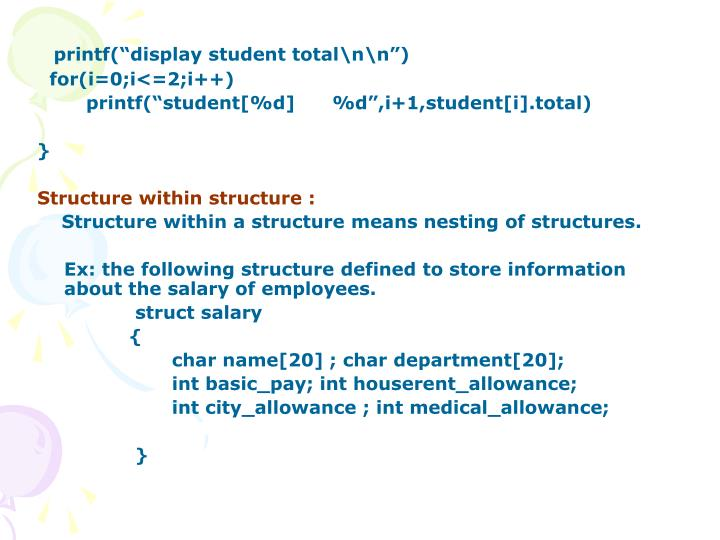 printf(“display student total\n\n”)
for(i=0;i<=2;i++)
printf(“student[%d]      %d”,i+1,student[i].total)
}
Structure within structure :
Structure within a structure means nesting of structures.
Ex: the following structure defined to store information
about the salary of employees.
struct salary
{
char name[20] ; char department[20];
int basic_pay; int houserent_allowance;
int city_allowance ; int medical_allowance;
}